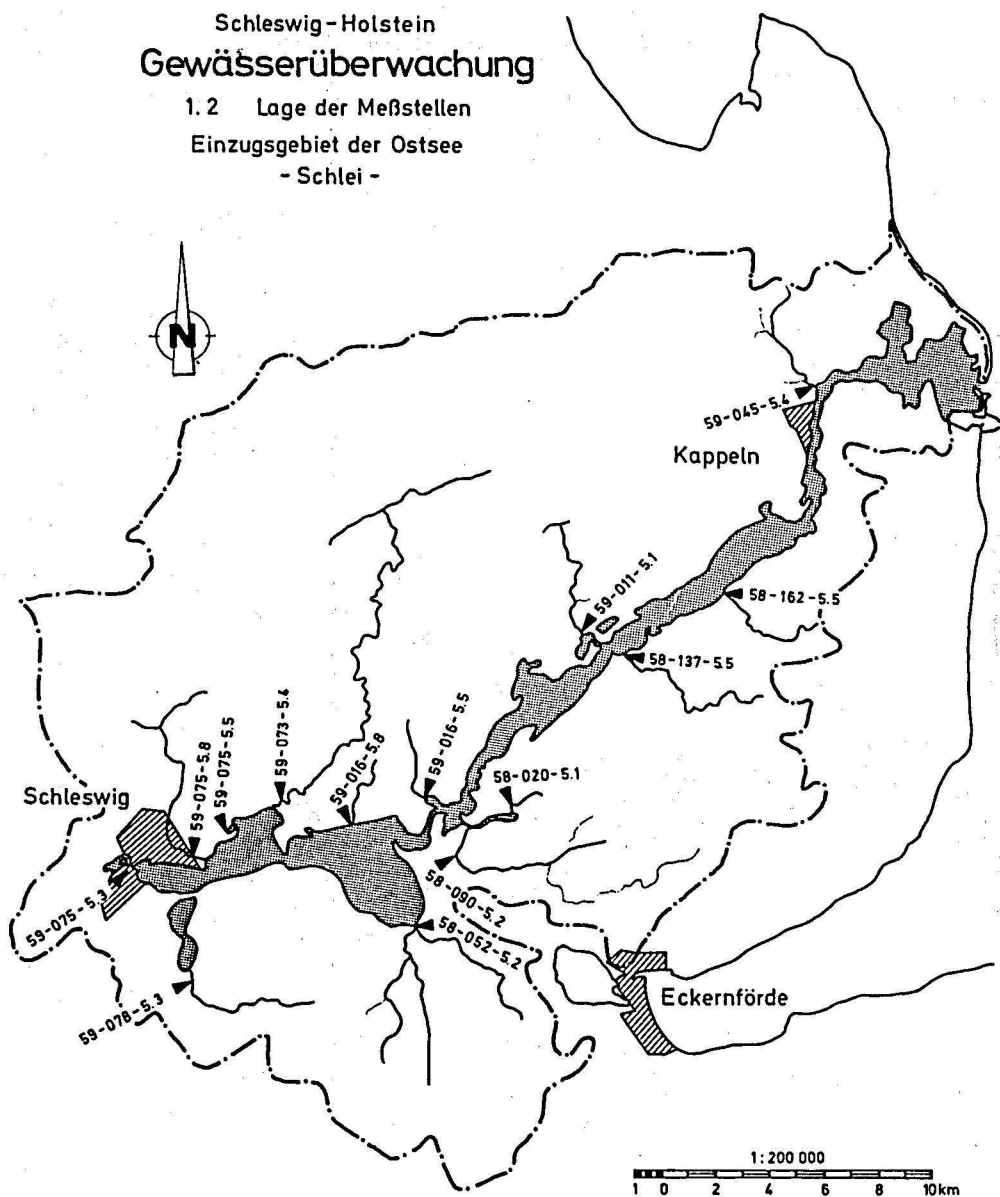 Schleswig-Holstein
Gewässerüberwachung
1.2 Lage der Meßstellen
Einzugsgebiet der Ostsee
- Schlei -
N
59-045-5.4
Kappeln
59-011-5.1
58-162-5.5
58-137-5.5
59-075-5.8
59-075-5.5
59-073-5.4
59-016-5.8
59-016-5.5
58-020-5.1
Schleswig
59-075-5.3
58-090-5.2
58-052-5.2
59-078-5.3
Eckernförde
1:200 000
1 0 2 4 6 8 10km